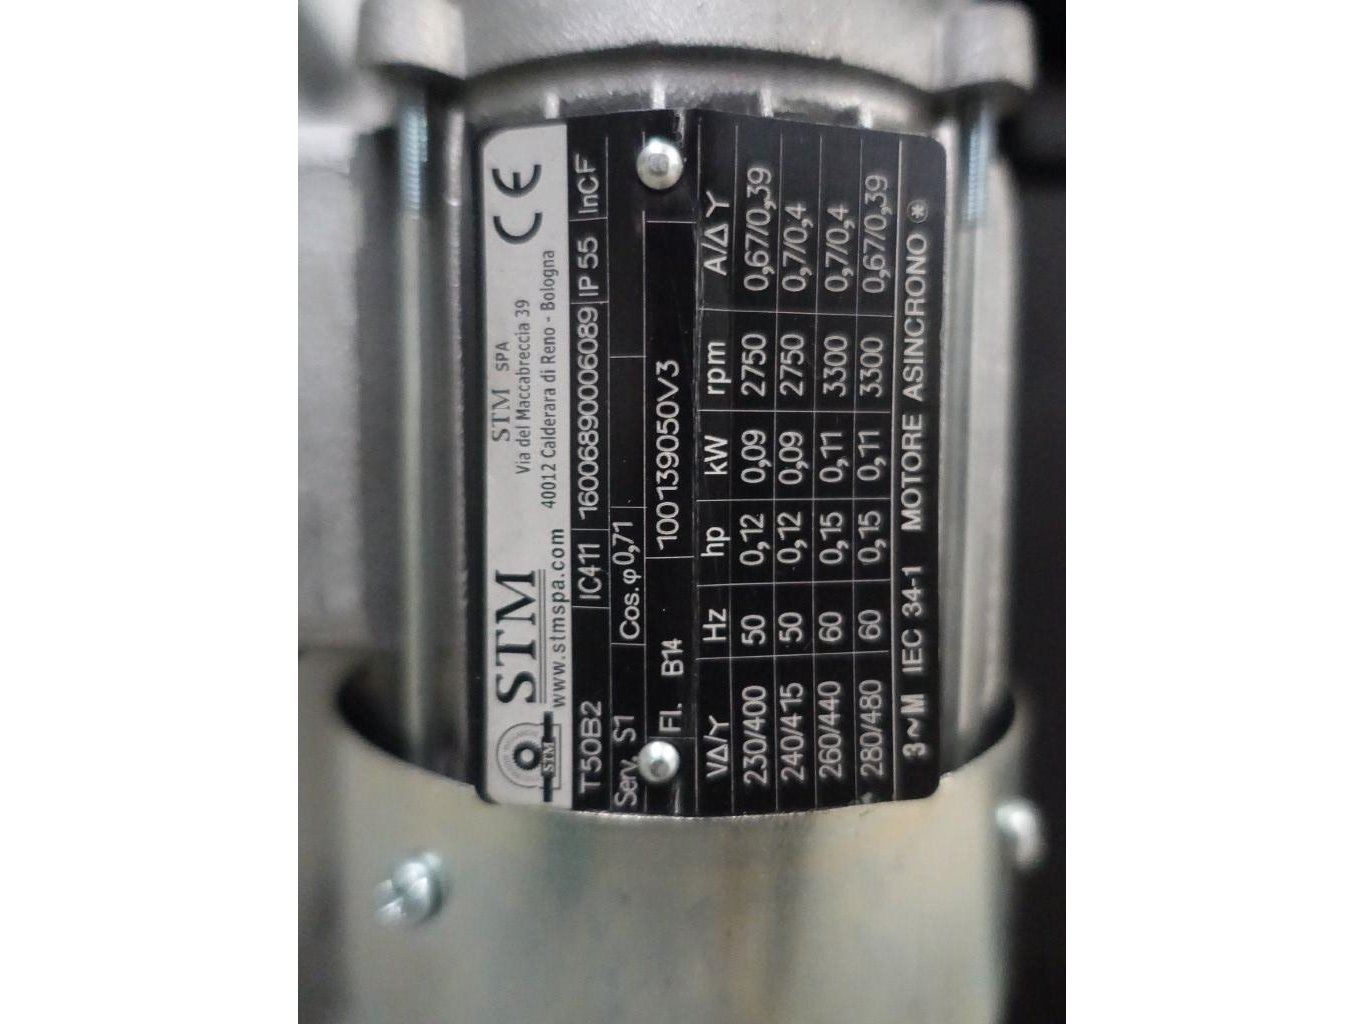 STM
STM SPA
Via del Maccabreccia 39
www.stmspa.com 40012 Calderara di Reno - Bologna
CE
STM
T50B2 IC411 16006890006089 IP 55 InCF
Serv. S1 Cos.φ 0,71
Fl. B14 100139050V3
VΔ/Y Hz hp kW rpm A/Δ Y
230/400 50 0,12 0,09 2750 0,67/0,39
240/415 50 0,12 0,09 2750 0,7/0,4
260/440 60 0,15 0,11 3300 0,7/0,4
280/480 60 0,15 0,11 3300 0,67/0,39
3~M IEC 34-1 MOTORE ASINCRONO ⊛